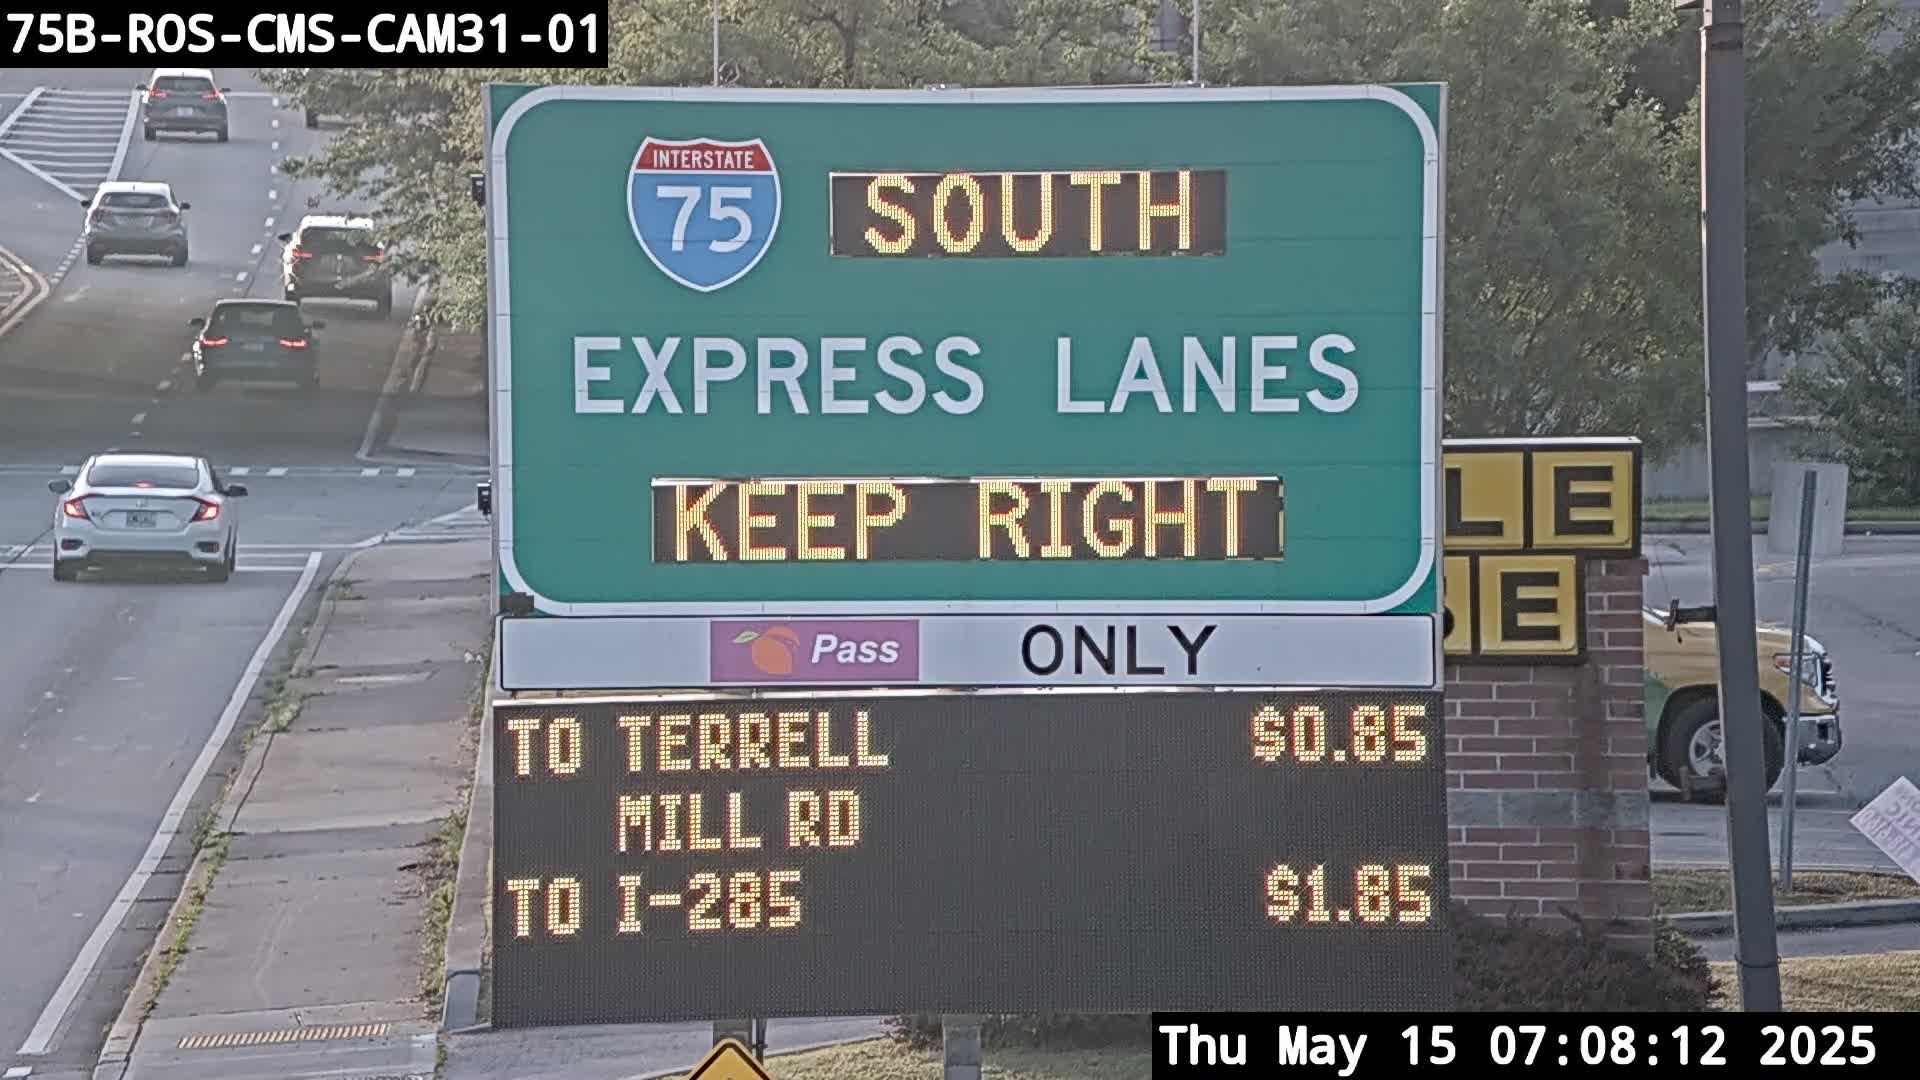 75B-ROS-CMS-CAM31-01
INTERSTATE
75
SOUTH
EXPRESS LANES
KEEP RIGHT
Pass ONLY
TO TERRELL $0.85
MILL RD
TO I-285 $1.85
LE
E
Thu May 15 07:08:12 2025